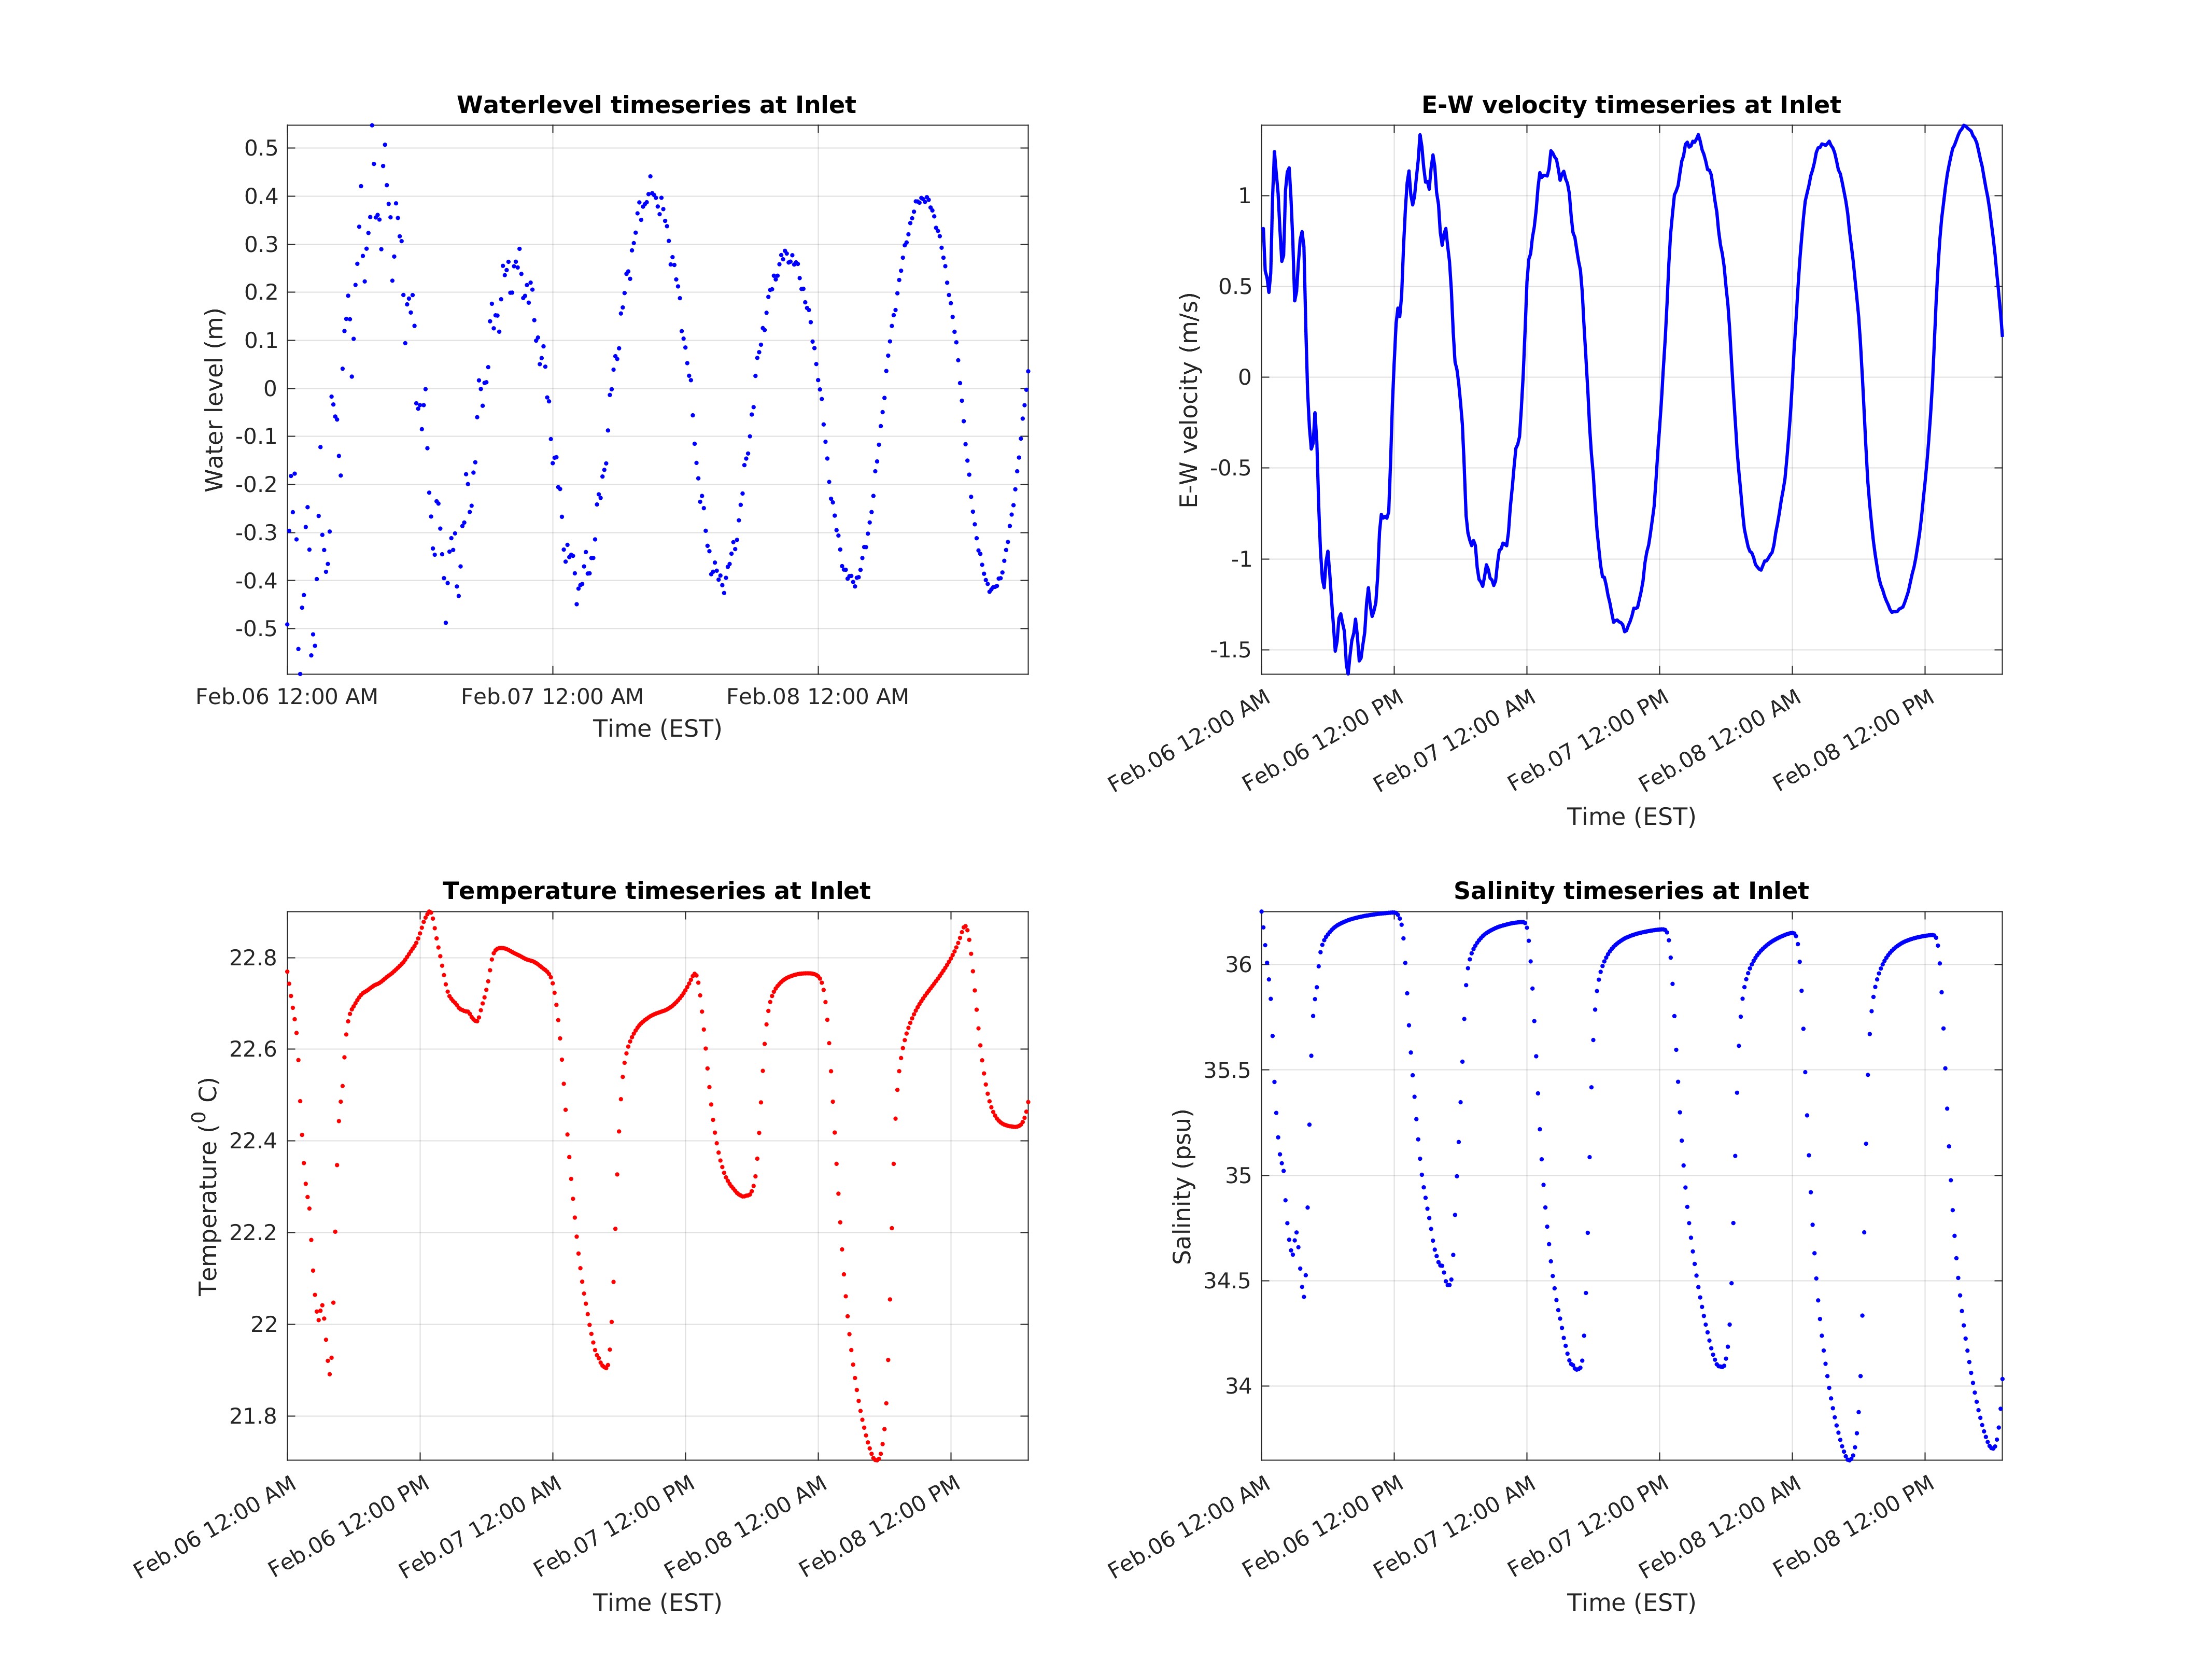 Waterlevel timeseries at Inlet
0.5
0.4
0.3
0.2
0.1
0
-0.1
-0.2
-0.3
-0.4
-0.5
Water level (m)
Feb.06 12:00 AM Feb.07 12:00 AM Feb.08 12:00 AM
Time (EST)
E-W velocity timeseries at Inlet
1
0.5
0
-0.5
-1
-1.5
E-W velocity (m/s)
Feb.06 12:00 AM
Feb.06 12:00 PM
Feb.07 12:00 AM
Feb.07 12:00 PM
Feb.08 12:00 AM
Feb.08 12:00 PM
Time (EST)
Temperature timeseries at Inlet
22.8
22.6
22.4
22.2
22
21.8
Temperature (⁰ C)
Feb.06 12:00 AM
Feb.06 12:00 PM
Feb.07 12:00 AM
Feb.07 12:00 PM
Feb.08 12:00 AM
Feb.08 12:00 PM
Time (EST)
Salinity timeseries at Inlet
36
35.5
35
34.5
34
Salinity (psu)
Feb.06 12:00 AM
Feb.06 12:00 PM
Feb.07 12:00 AM
Feb.07 12:00 PM
Feb.08 12:00 AM
Feb.08 12:00 PM
Time (EST)